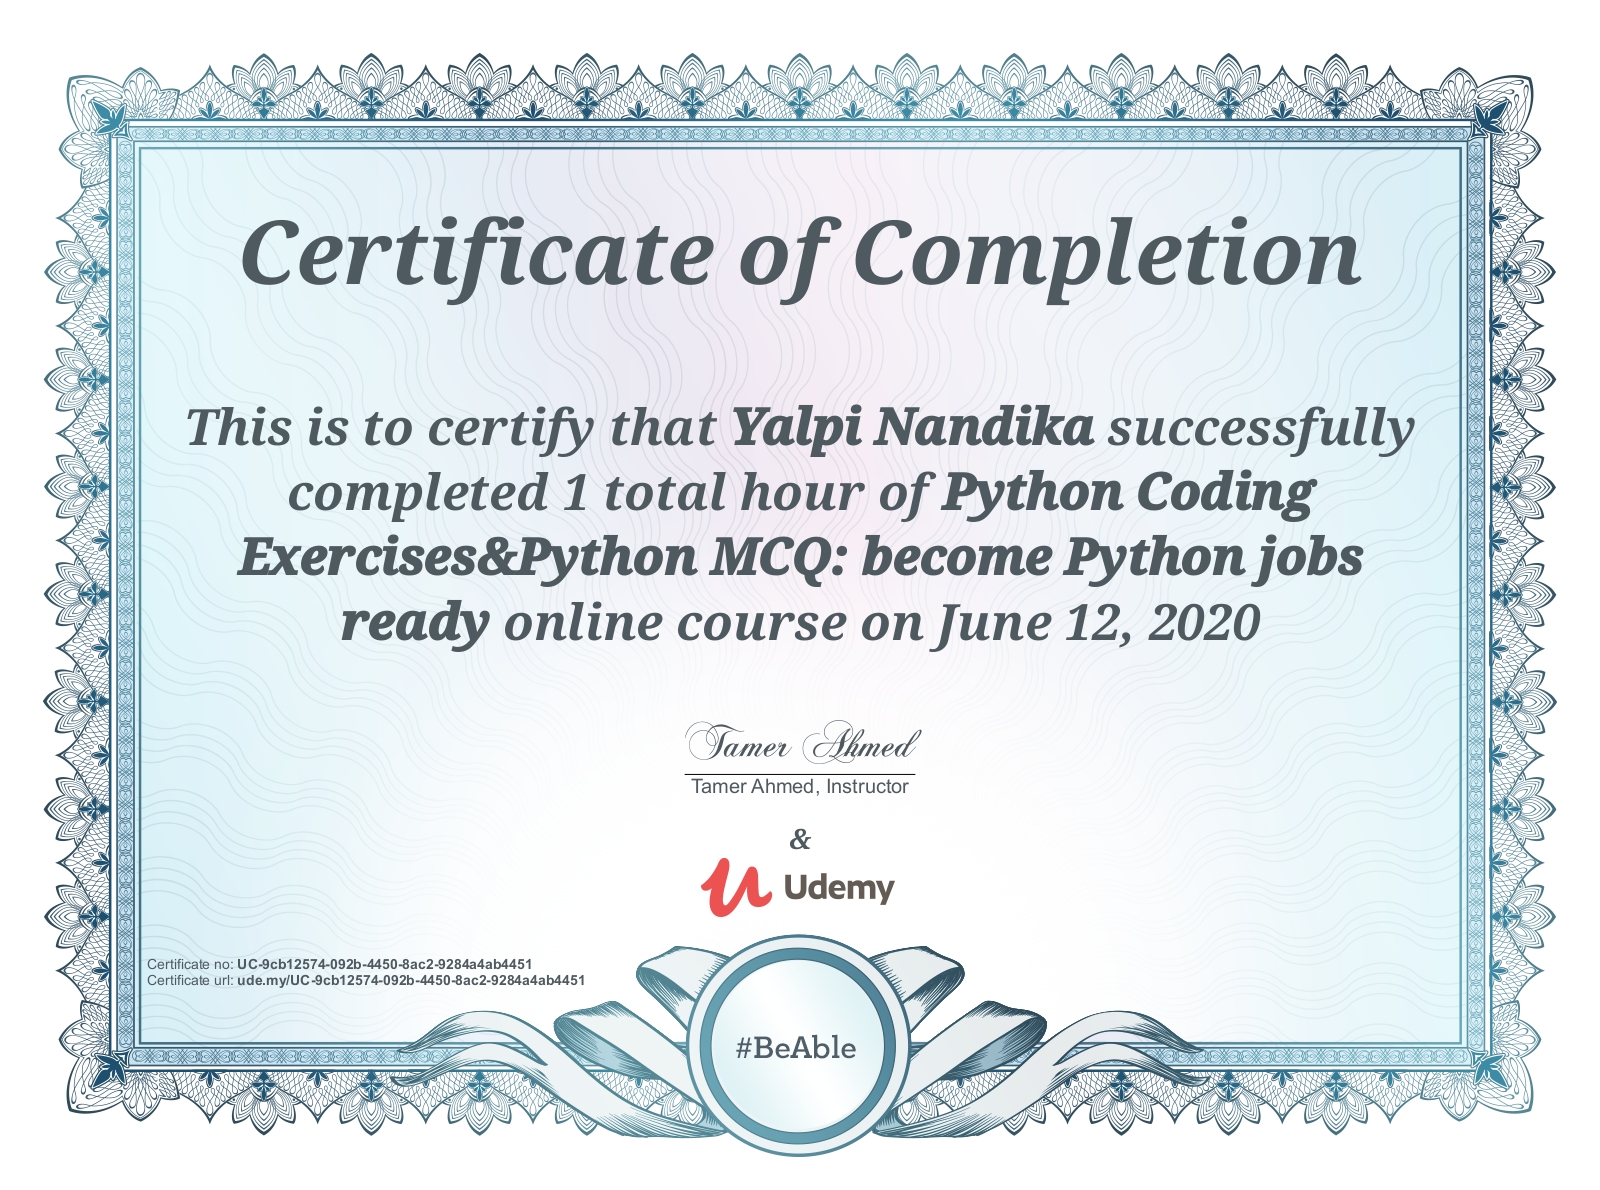 Certificate of Completion
This is to certify that Yalpi Nandika successfully
completed 1 total hour of Python Coding
Exercises&Python MCQ: become Python jobs
ready online course on June 12, 2020
Tamer Ahmed
Tamer Ahmed, Instructor
&
Udemy
Certificate no: UC-9cb12574-092b-4450-8ac2-9284a4ab4451
Certificate url: ude.my/UC-9cb12574-092b-4450-8ac2-9284a4ab4451
#BeAble